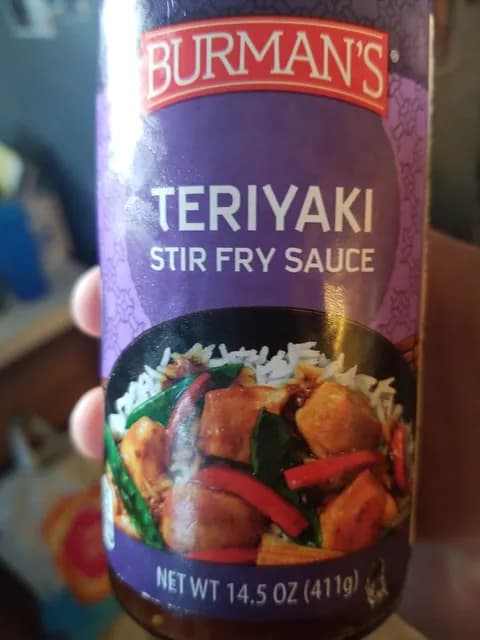 BURMAN'S®
TERIYAKI
STIR FRY SAUCE
NET WT 14.5 OZ (411g)